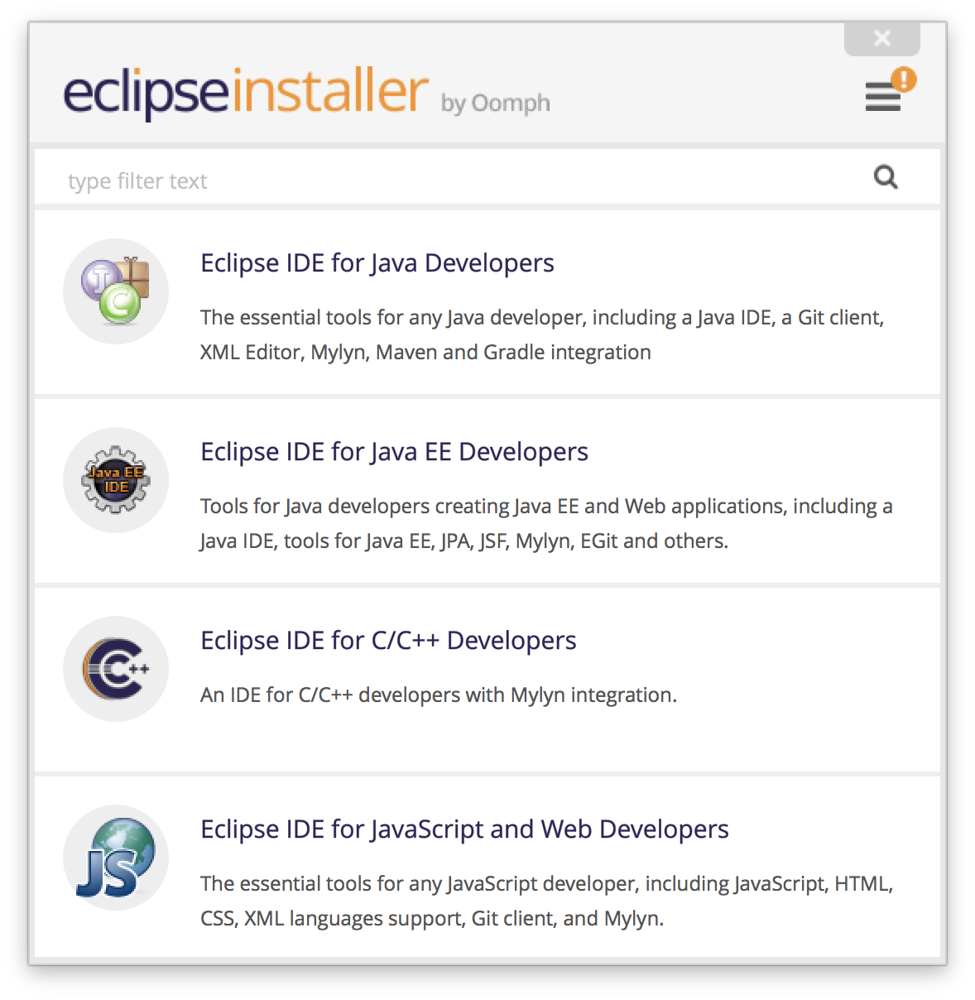 eclipseinstaller by Oomph
type filter text
Eclipse IDE for Java Developers
The essential tools for any Java developer, including a Java IDE, a Git client,
XML Editor, Mylyn, Maven and Gradle integration
Java EE
IDE
Eclipse IDE for Java EE Developers
Tools for Java developers creating Java EE and Web applications, including a
Java IDE, tools for Java EE, JPA, JSF, Mylyn, EGit and others.
C++
Eclipse IDE for C/C++ Developers
An IDE for C/C++ developers with Mylyn integration.
JS
Eclipse IDE for JavaScript and Web Developers
The essential tools for any JavaScript developer, including JavaScript, HTML,
CSS, XML languages support, Git client, and Mylyn.